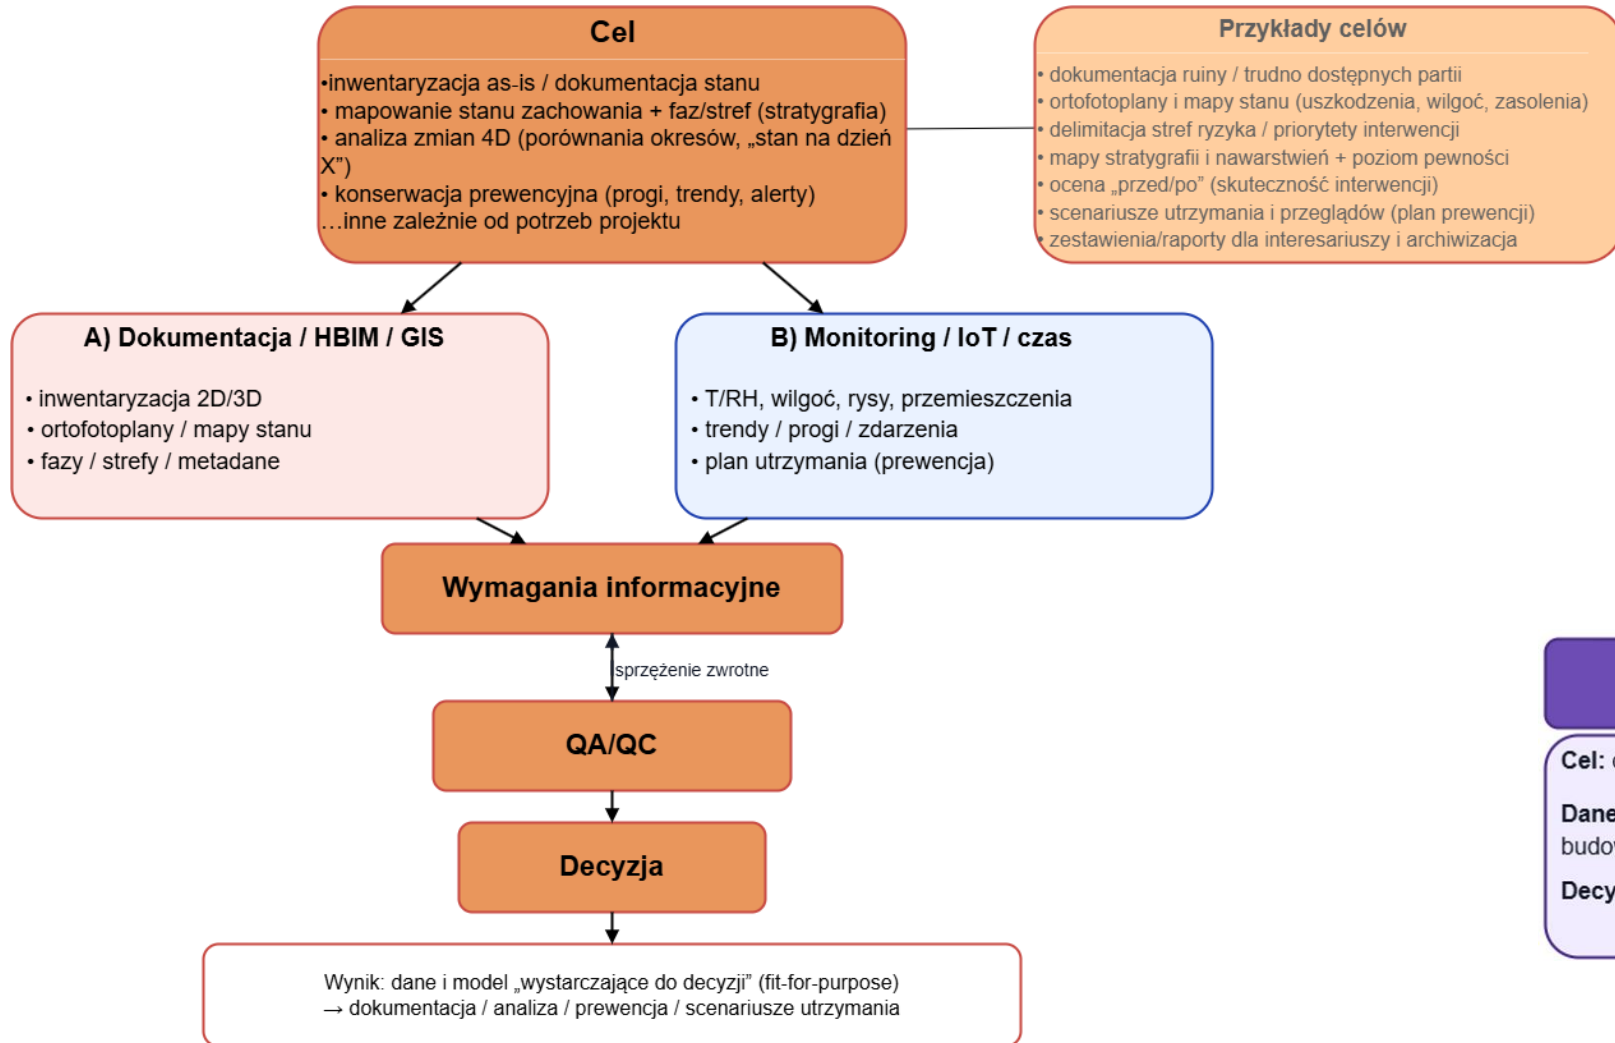 Cel
•inwentaryzacja as-is / dokumentacja stanu
• mapowanie stanu zachowania + faz/stref (stratygrafia)
• analiza zmian 4D (porównania okresów, „stan na dzień
X”)
• konserwacja prewencyjna (progi, trendy, alerty)
...inne zależnie od potrzeb projektu
Przykłady celów
• dokumentacja ruiny / trudno dostępnych partii
• ortofotoplany i mapy stanu (uszkodzenia, wilgoć, zasolenia)
• delimitacja stref ryzyka / priorytety interwencji
• mapy stratygrafii i nawarstwień + poziom pewności
• ocena „przed/po” (skuteczność interwencji)
• scenariusze utrzymania i przeglądów (plan prewencji)
• zestawienia/raporty dla interesariuszy i archiwizacja
A) Dokumentacja / HBIM / GIS
• inwentaryzacja 2D/3D
• ortofotoplany / mapy stanu
• fazy / strefy / metadane
B) Monitoring / IoT / czas
• T/RH, wilgoć, rysy, przemieszczenia
• trendy / progi / zdarzenia
• plan utrzymania (prewencja)
Wymagania informacyjne
sprzężenie zwrotne
QA/QC
Decyzja
Wynik: dane i model „wystarczające do decyzji” (fit-for-purpose)
→ dokumentacja / analiza / prewencja / scenariusze utrzymania
Cel:
Dane
budow
Decy